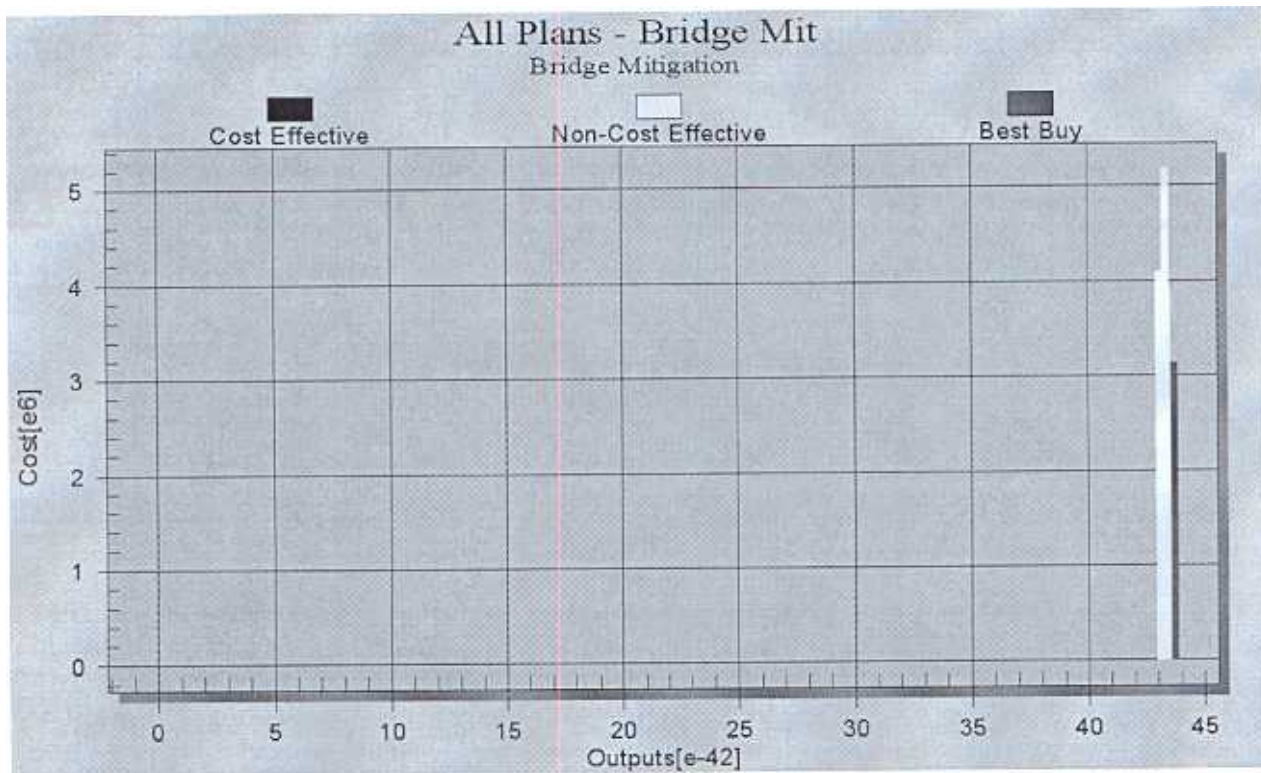 All Plans - Bridge Mit
Bridge Mitigation
Cost Effective Non-Cost Effective Best Buy
5
4
3
2
1
0
Cost[e6]
0 5 10 15 20 25 30 35 40 45
Outputs[e-42]